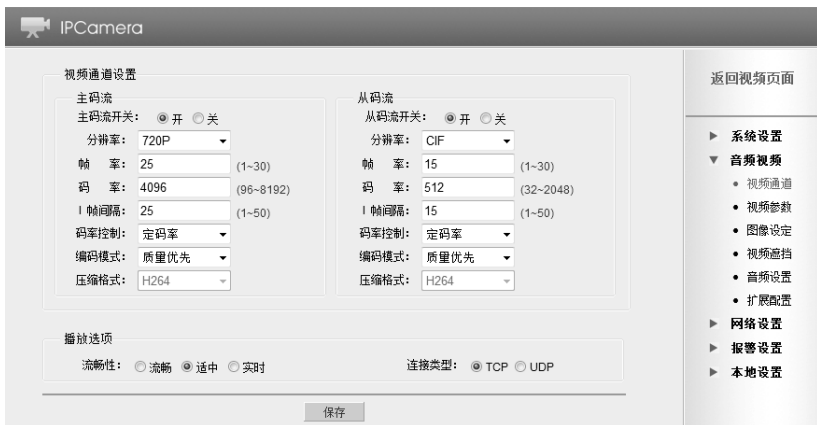 IPCamera
视频通道设置
主码流
主码流开关： 开 关
分辨率： 720P
帧 率： 25 (1~30)
码 率： 4096 (96~8192)
I 帧间隔： 25 (1~50)
码率控制： 定码率
编码模式： 质量优先
压缩格式： H264
从码流
从码流开关： 开 关
分辨率： CIF
帧 率： 15 (1~30)
码 率： 512 (32~2048)
I 帧间隔： 15 (1~50)
码率控制： 定码率
编码模式： 质量优先
压缩格式： H264
播放选项
流畅性： 流畅 适中 实时
连接类型： TCP UDP
保存
返回视频页面
系统设置
音频视频
视频通道
视频参数
图像设定
视频遮挡
音频设置
扩展配置
网络设置
报警设置
本地设置